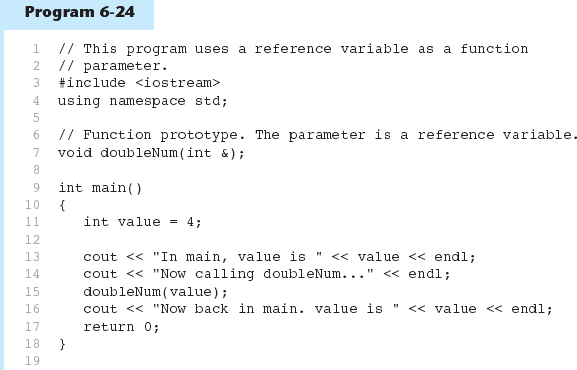 Program 6-24
1 // This program uses a reference variable as a function
2 // parameter.
3 #include <iostream>
4 using namespace std;
5
6 // Function prototype. The parameter is a reference variable.
7 void doubleNum(int &);
8
9 int main()
10 {
11 int value = 4;
12
13 cout << "In main, value is " << value << endl;
14 cout << "Now calling doubleNum..." << endl;
15 doubleNum(value);
16 cout << "Now back in main. value is " << value << endl;
17 return 0;
18 }
19